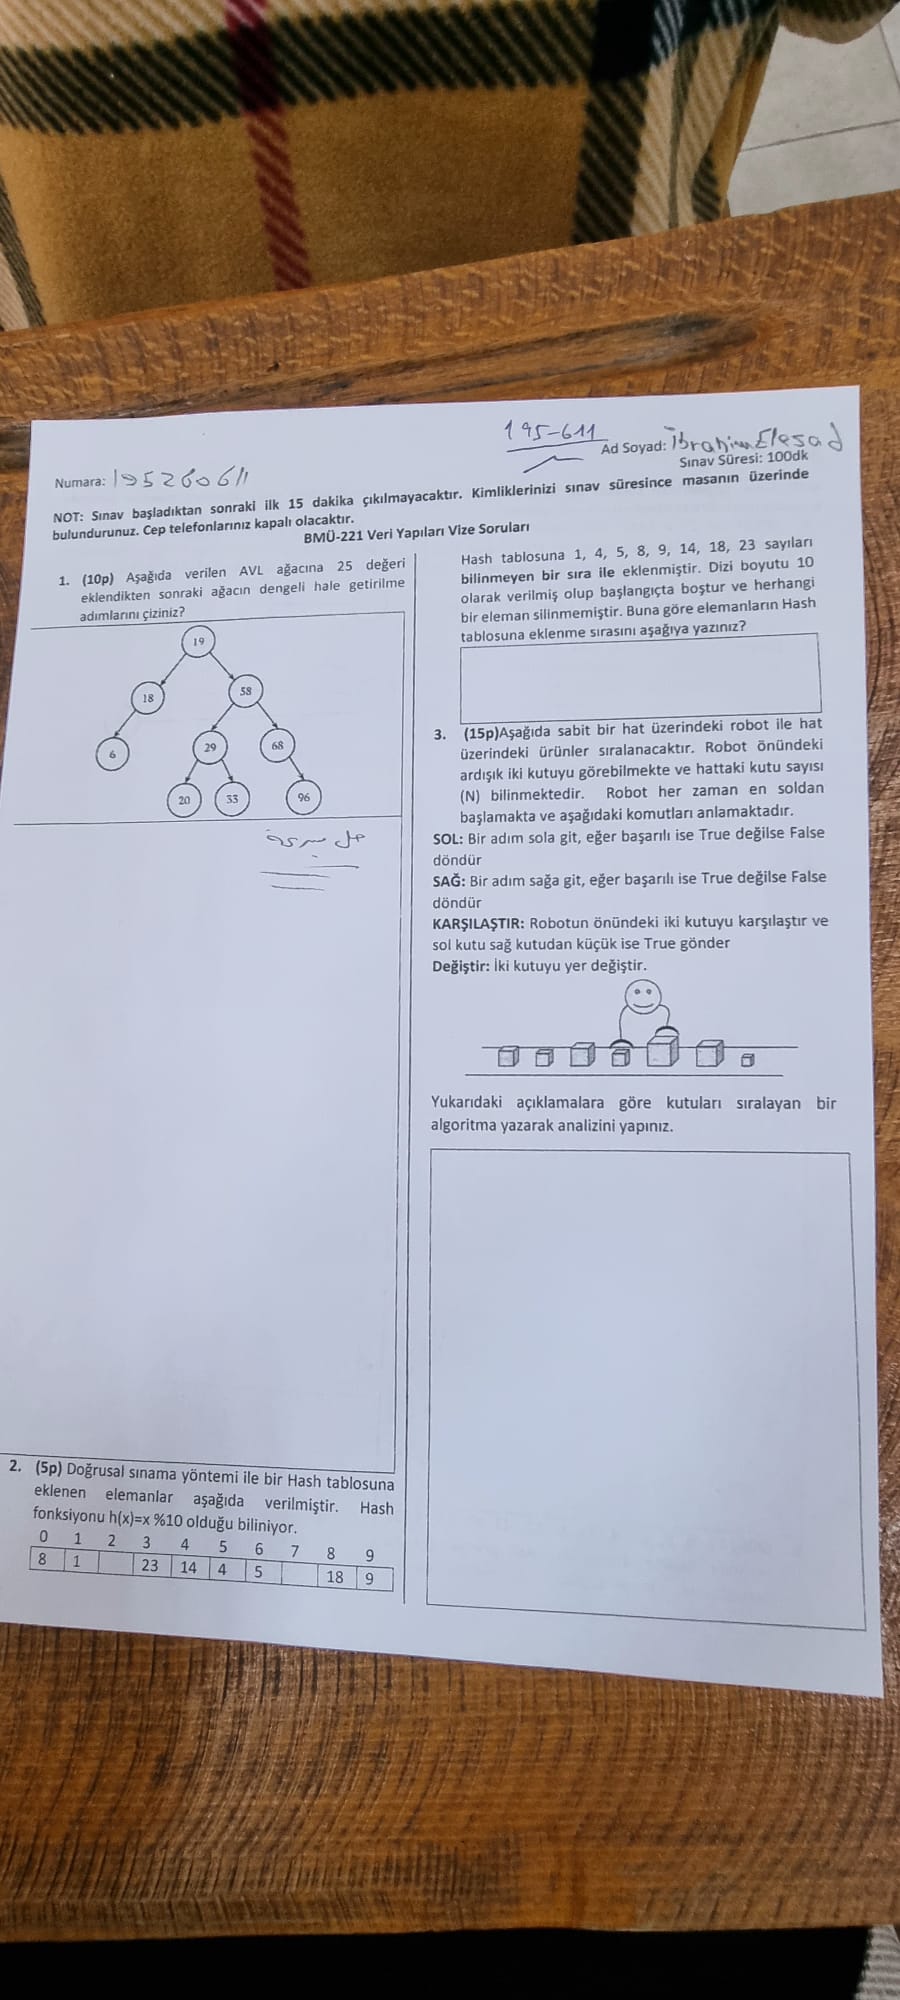 195-611
Numara: 195260611
Ad Soyad: İbrahim Elesad
Sınav Süresi: 100dk
NOT: Sınav başladıktan sonraki ilk 15 dakika çıkılmayacaktır. Kimliklerinizi sınav süresince masanın üzerinde
bulundurunuz. Cep telefonlarınız kapalı olacaktır.
BMÜ-221 Veri Yapıları Vize Soruları
1. (10p) Aşağıda verilen AVL ağacına 25 değeri
eklendikten sonraki ağacın dengeli hale getirilme
adımlarını çiziniz?
19
18 58
6 29 68
20 33 96
2. (5p) Doğrusal sınama yöntemi ile bir Hash tablosuna
eklenen elemanlar aşağıda verilmiştir. Hash
fonksiyonu h(x)=x %10 olduğu biliniyor.
0 1 2 3 4 5 6 7 8 9
8 1 23 14 4 5 18 9
Hash tablosuna 1, 4, 5, 8, 9, 14, 18, 23 sayıları
bilinmeyen bir sıra ile eklenmiştir. Dizi boyutu 10
olarak verilmiş olup başlangıçta boştur ve herhangi
bir eleman silinmemiştir. Buna göre elemanların Hash
tablosuna eklenme sırasını aşağıya yazınız?
3. (15p)Aşağıda sabit bir hat üzerindeki robot ile hat
üzerindeki ürünler sıralanacaktır. Robot önündeki
ardışık iki kutuyu görebilmekte ve hattaki kutu sayısı
(N) bilinmektedir. Robot her zaman en soldan
başlamakta ve aşağıdaki komutları anlamaktadır.
SOL: Bir adım sola git, eğer başarılı ise True değilse False
döndür
SAĞ: Bir adım sağa git, eğer başarılı ise True değilse False
döndür
KARŞILAŞTIR: Robotun önündeki iki kutuyu karşılaştır ve
sol kutu sağ kutudan küçük ise True gönder
Değiştir: İki kutuyu yer değiştir.
Yukarıdaki açıklamalara göre kutuları sıralayan bir
algoritma yazarak analizini yapınız.